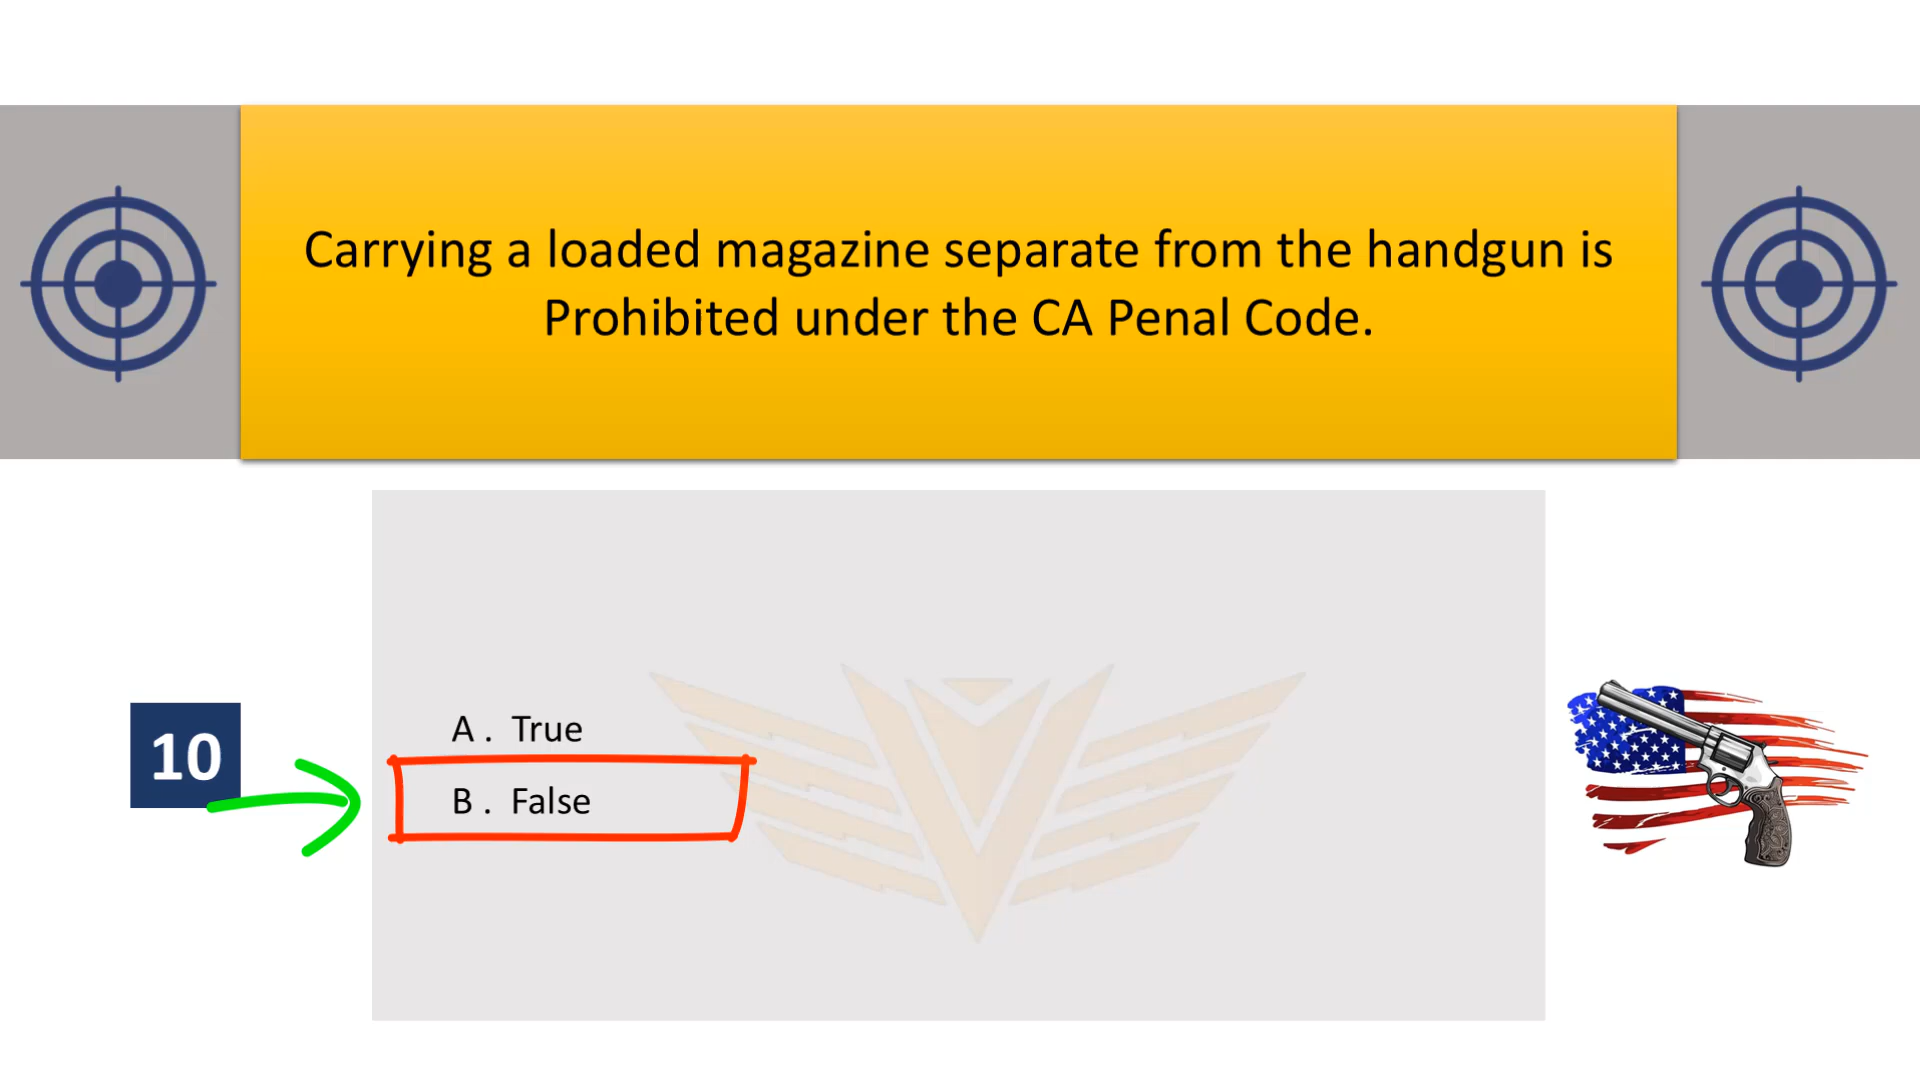 Carrying a loaded magazine separate from the handgun is
Prohibited under the CA Penal Code.
10
A . True
B . False